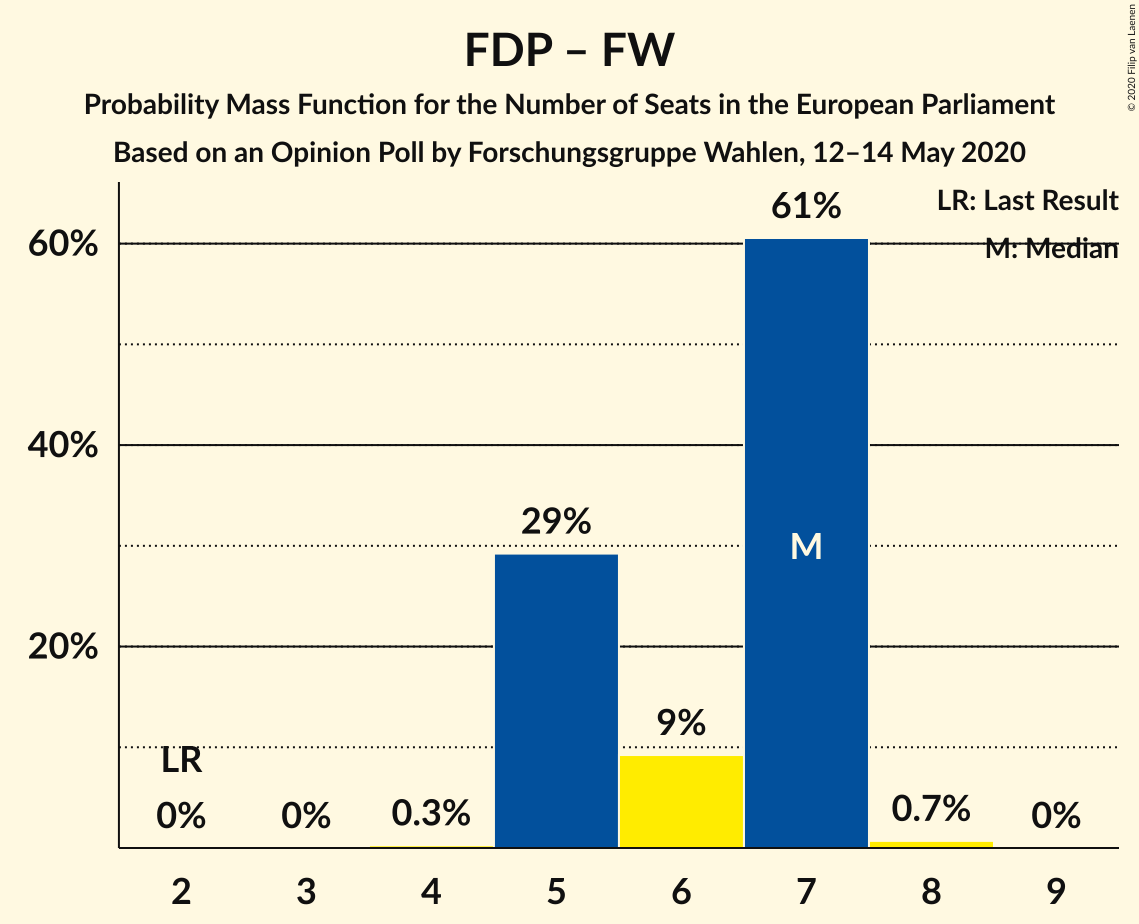 FDP – FW
Probability Mass Function for the Number of Seats in the European Parliament
Based on an Opinion Poll by Forschungsgruppe Wahlen, 12–14 May 2020
© 2020 Filip van Laenen
LR: Last Result
M: Median
60%
40%
20%
61%
29%
M
9%
LR
0%
0%
0.3%
0.7%
0%
2
3
4
5
6
7
8
9